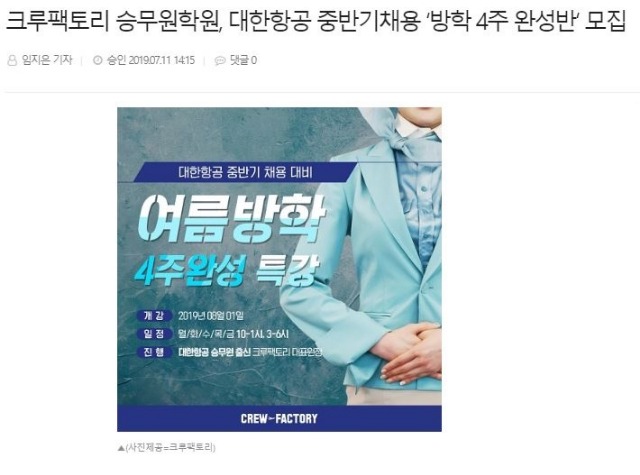 크루팩토리 승무원학원, 대한항공 중반기채용 '방학 4주 완성반' 모집
임지은 기자 | 승인 2019.07.11 14:15 | 댓글 0
대한항공 중반기 채용 대비
여름방학
4주완성 특강
개 강 2019년 08월 01일
일 정 월/화/수/목/금 10-1시, 3-6시
진 행 대한항공 승무원 출신 크루팩토리 대표원장
CREW-FACTORY
▲(사진제공=크루팩토리)